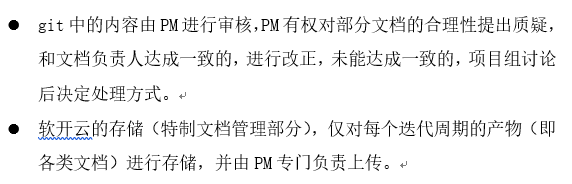 ● git 中的内容由 PM 进行审核,PM 有权对部分文档的合理性提出质疑,
和文档负责人达成一致的,进行改正,未能达成一致的,项目组讨论
后决定处理方式。↵
● 软开云的存储（特制文档管理部分），仅对每个迭代周期的产物（即
各类文档）进行存储，并由 PM 专门负责上传。↵